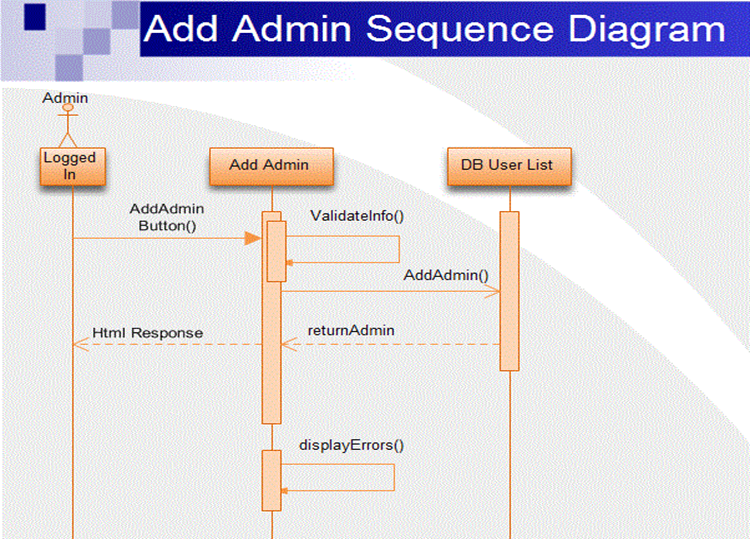 Add Admin Sequence Diagram
Admin
Logged
In
Add Admin
DB User List
AddAdmin
Button()
ValidateInfo()
AddAdmin()
Html Response
returnAdmin
displayErrors()